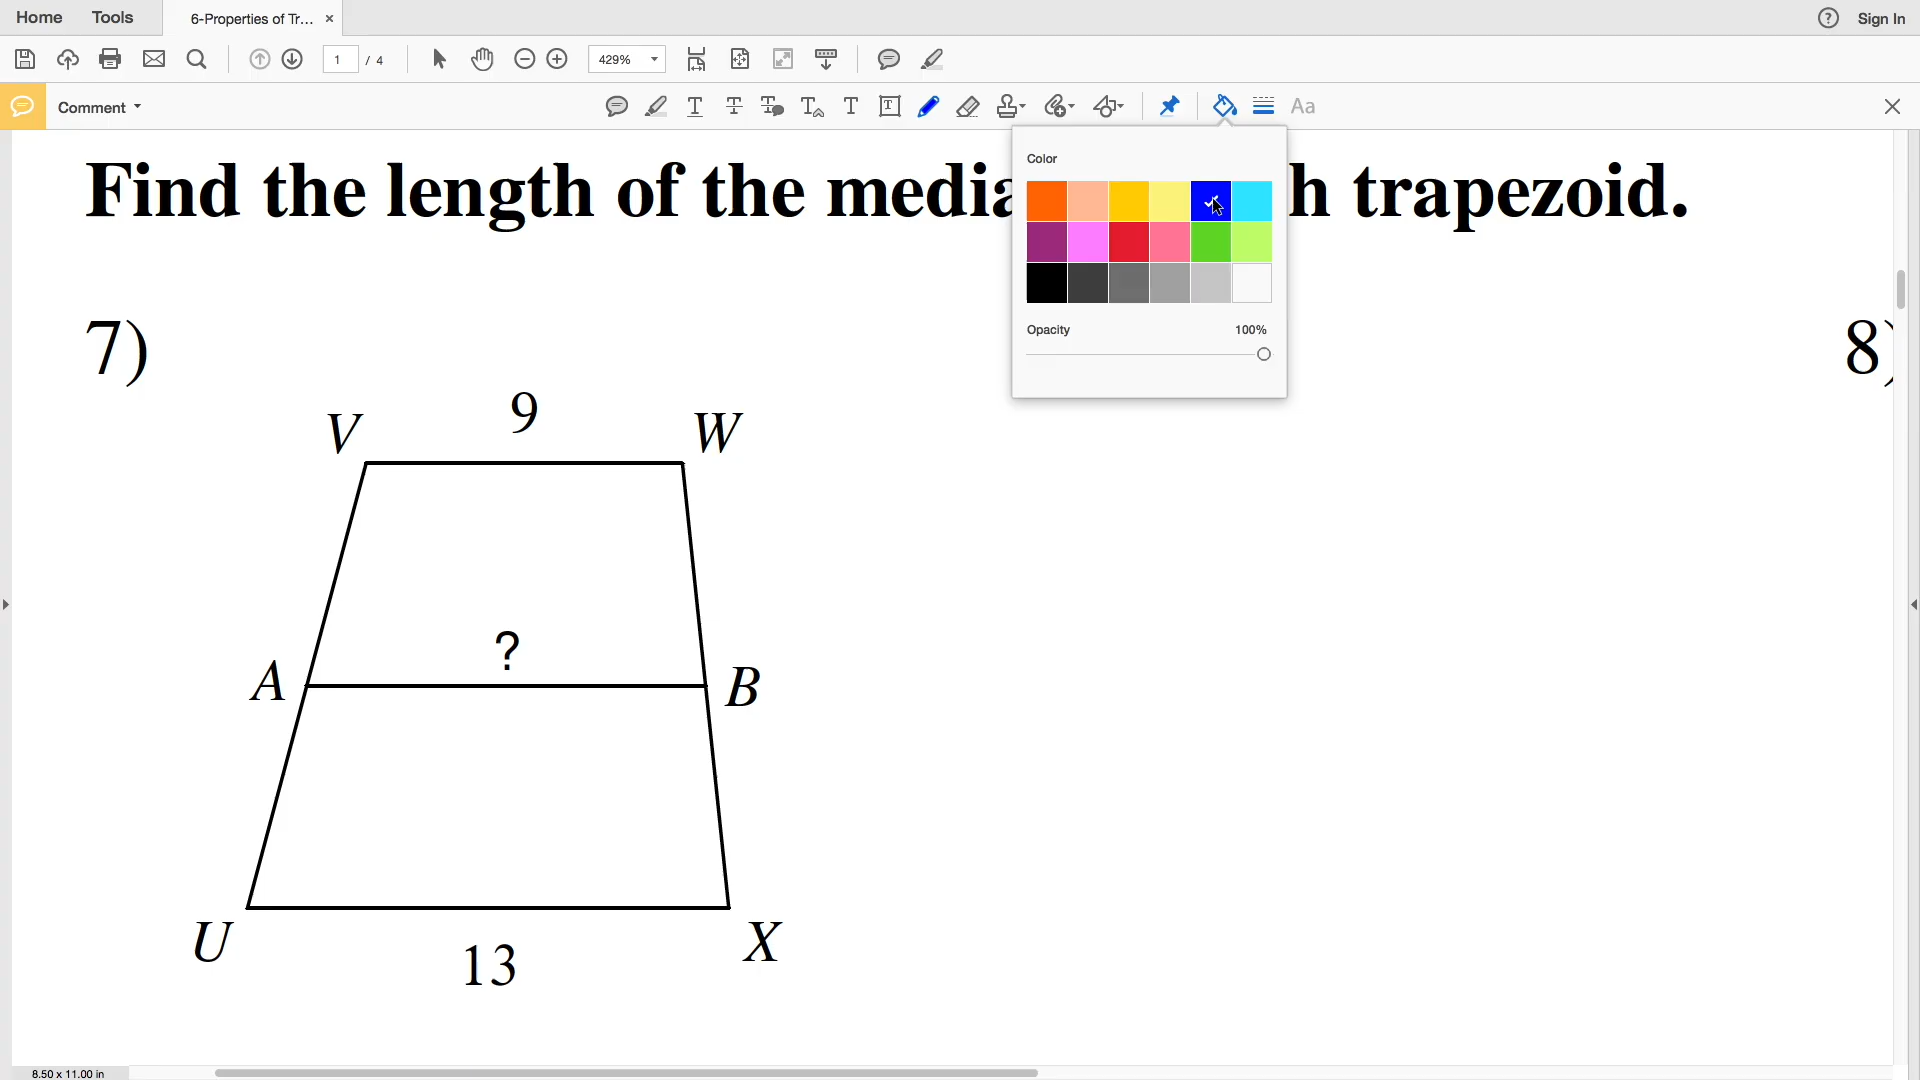 Home Tools 6-Properties of Tr... × Sign In
1 / 4 429%
Comment Aa
Color
Find the length of the media h trapezoid.
Opacity 100%
7) 8)
9
V W
?
A B
U X
13
8.50 x 11.00 in